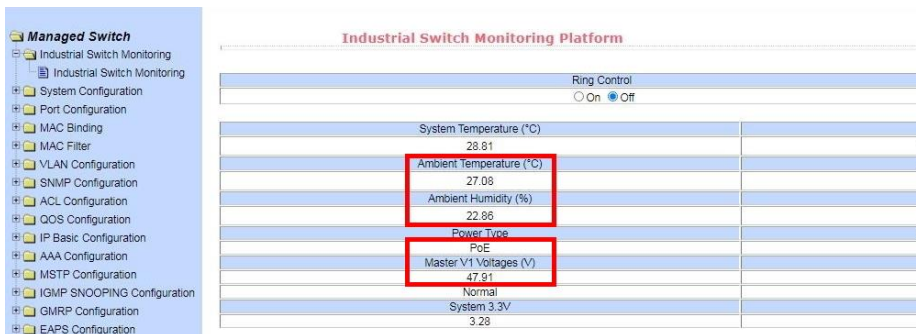 Managed Switch
Industrial Switch Monitoring
Industrial Switch Monitoring
System Configuration
Port Configuration
MAC Binding
MAC Filter
VLAN Configuration
SNMP Configuration
ACL Configuration
QOS Configuration
IP Basic Configuration
AAA Configuration
MSTP Configuration
IGMP SNOOPING Configuration
GMRP Configuration
EAPS Configuration
Industrial Switch Monitoring Platform
Ring Control
On Off
System Temperature (°C)
28.81
Ambient Temperature (°C)
27.08
Ambient Humidity (%)
22.86
Power Type
PoE
Master V1 Voltages (V)
47.91
Normal
System 3.3V
3.28